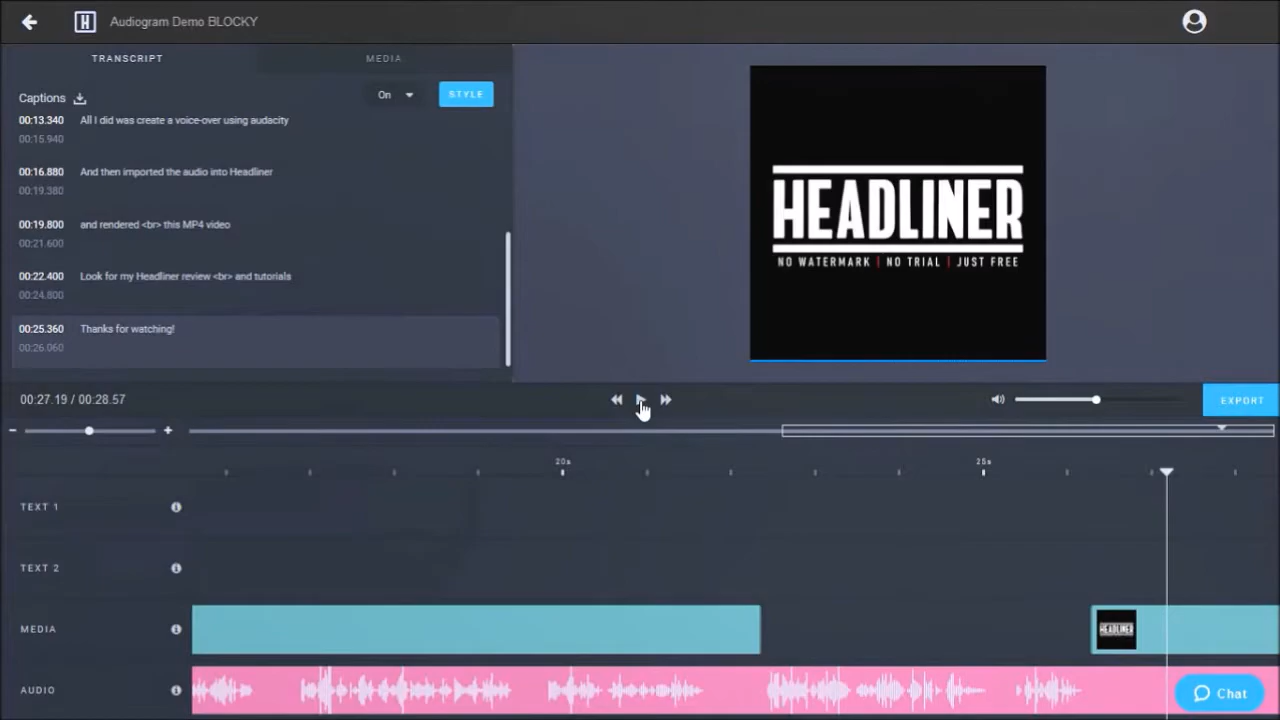 H Audiogram Demo BLOCKY
TRANSCRIPT MEDIA
Captions On STYLE
00:13.340 All I did was create a voice-over using audacity
00:15.940
00:16.880 And then imported the audio into Headliner
00:19.380
00:19.800 and rendered <br> this MP4 video
00:21.600
00:22.400 Look for my Headliner review <br> and tutorials
00:24.800
00:25.360 Thanks for watching!
00:26.060
HEADLINER
NO WATERMARK | NO TRIAL | JUST FREE
00:27.19 / 00:28.57 EXPORT
20s 25s
TEXT 1
TEXT 2
MEDIA HEADLINER
AUDIO Chat